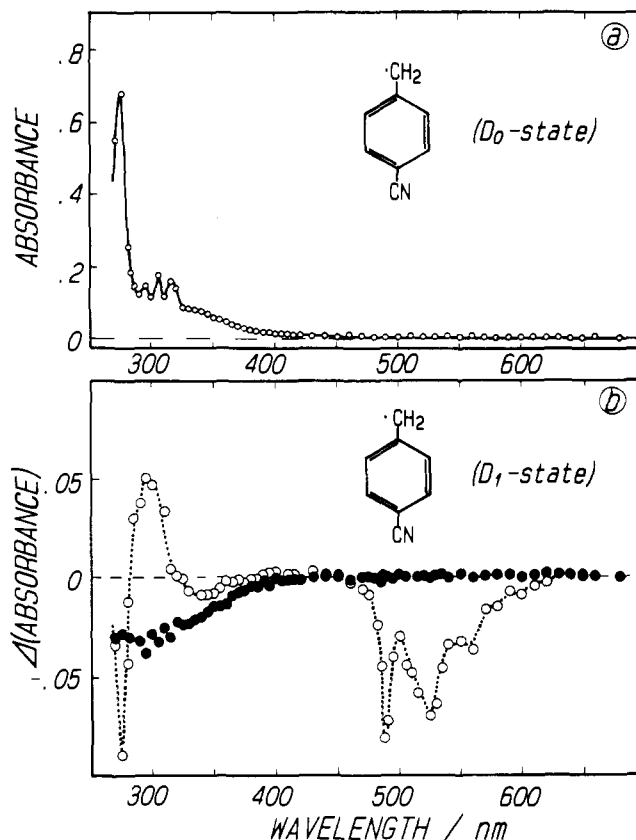 a
ABSORBANCE
.8
.6
.4
.2
0
·CH2
CN
(D0-state)
300 400 500 600
b
Δ(ABSORBANCE)
.05
0
-.05
·CH2
CN
(D1-state)
300 400 500 600
WAVELENGTH / nm